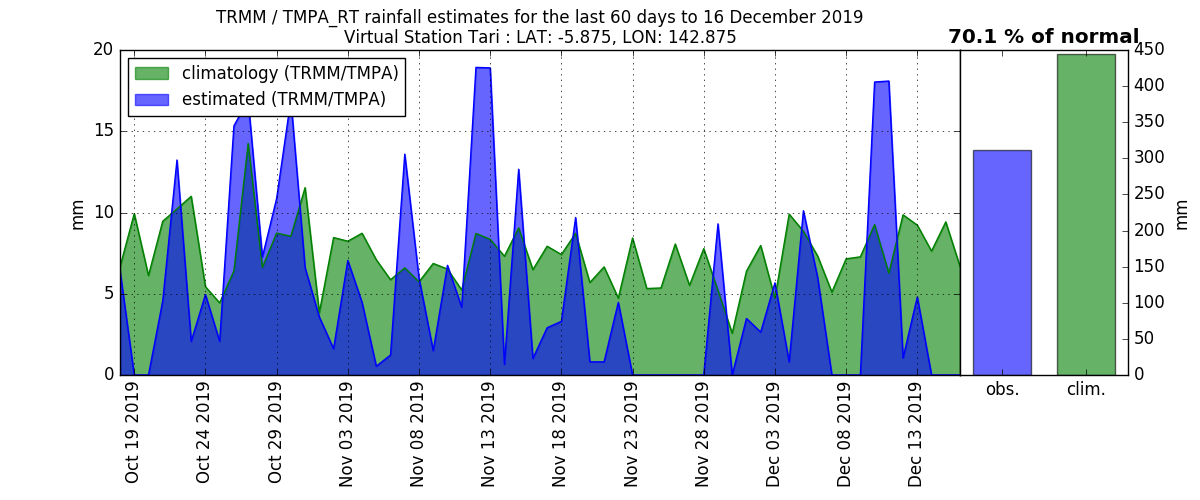 TRMM / TMPA_RT rainfall estimates for the last 60 days to 16 December 2019
Virtual Station Tari : LAT: -5.875, LON: 142.875
70.1 % of normal
climatology (TRMM/TMPA)
estimated (TRMM/TMPA)
mm
20
15
10
5
0
Oct 19 2019
Oct 24 2019
Oct 29 2019
Nov 03 2019
Nov 08 2019
Nov 13 2019
Nov 18 2019
Nov 23 2019
Nov 28 2019
Dec 03 2019
Dec 08 2019
Dec 13 2019
obs.
clim.
450
400
350
300
250
200
150
100
50
0
mm